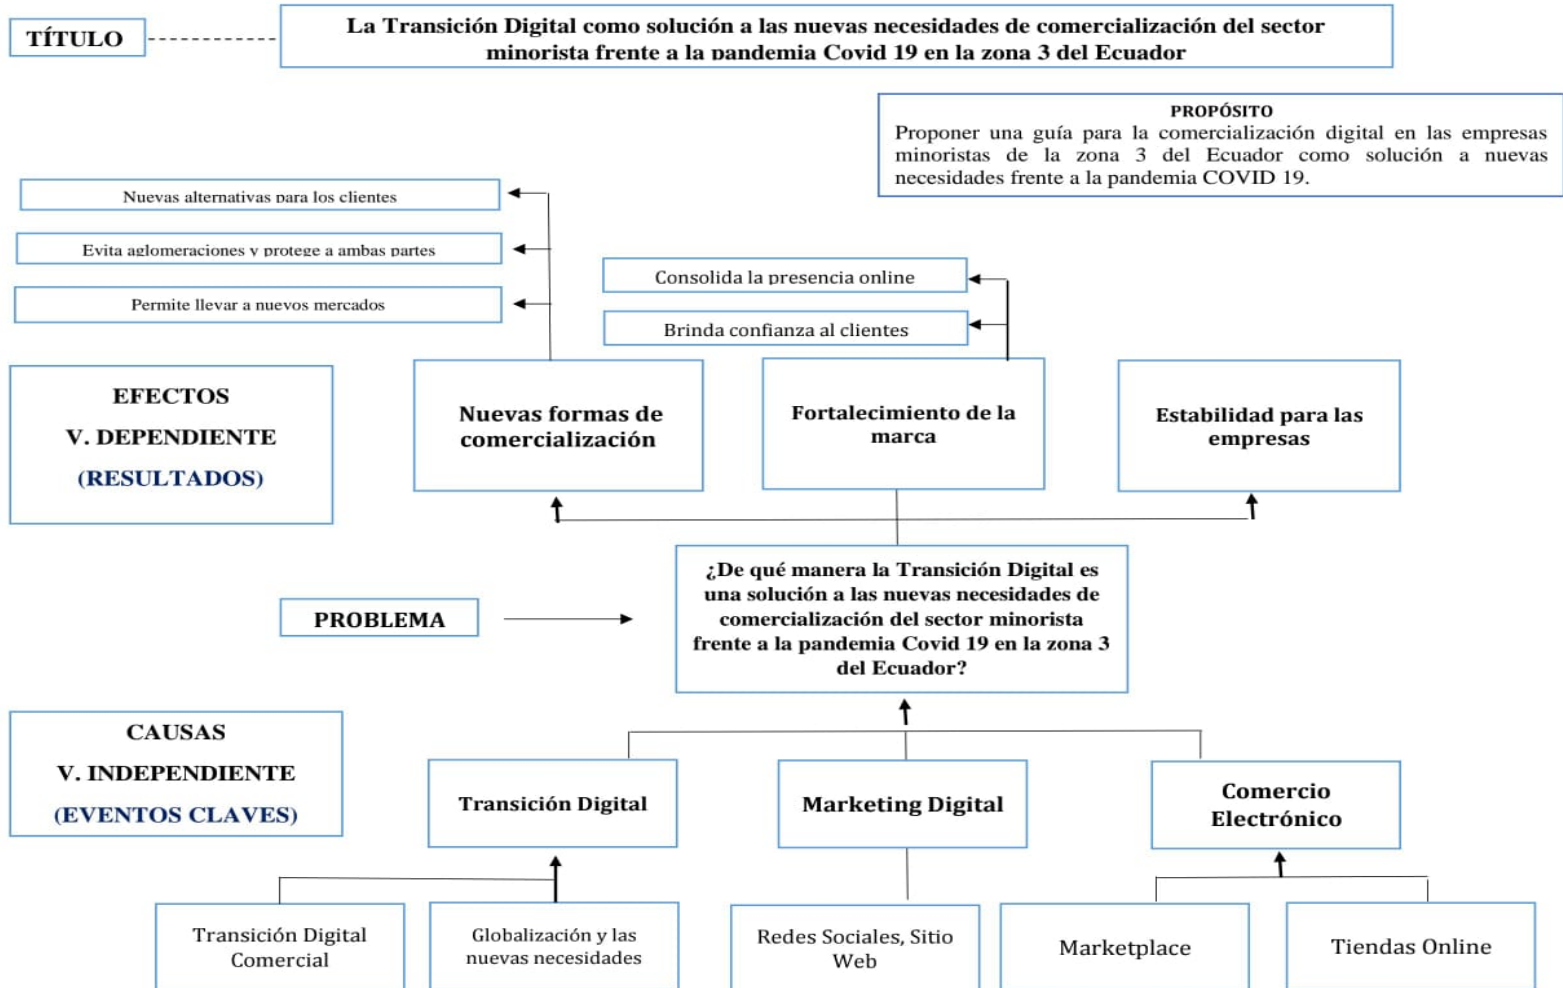 TÍTULO
La Transición Digital como solución a las nuevas necesidades de comercialización del sector
minorista frente a la pandemia Covid 19 en la zona 3 del Ecuador
PROPÓSITO
Proponer una guía para la comercialización digital en las empresas
minoristas de la zona 3 del Ecuador como solución a nuevas
necesidades frente a la pandemia COVID 19.
Nuevas alternativas para los clientes
Evita aglomeraciones y protege a ambas partes
Permite llevar a nuevos mercados
Consolida la presencia online
Brinda confianza al clientes
EFECTOS
V. DEPENDIENTE
(RESULTADOS)
Nuevas formas de
comercialización
Fortalecimiento de la
marca
Estabilidad para las
empresas
PROBLEMA
¿De qué manera la Transición Digital es
una solución a las nuevas necesidades de
comercialización del sector minorista
frente a la pandemia Covid 19 en la zona 3
del Ecuador?
CAUSAS
V. INDEPENDIENTE
(EVENTOS CLAVES)
Transición Digital
Marketing Digital
Comercio
Electrónico
Transición Digital
Comercial
Globalización y las
nuevas necesidades
Redes Sociales, Sitio
Web
Marketplace
Tiendas Online